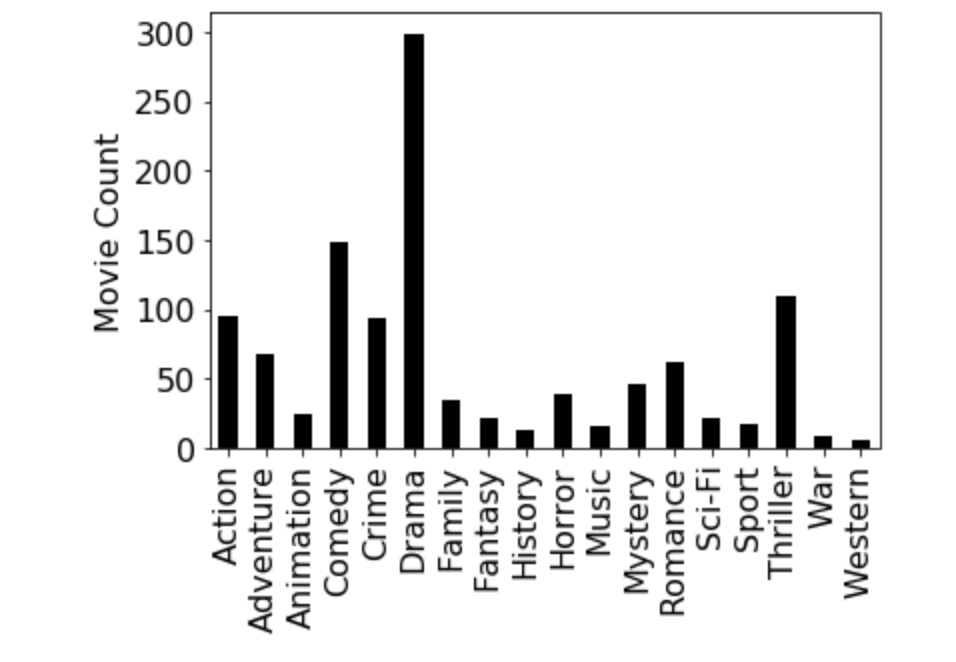 300
250
200
150
100
50
0
Movie Count
Action
Adventure
Animation
Comedy
Crime
Drama
Family
Fantasy
History
Horror
Music
Mystery
Romance
Sci-Fi
Sport
Thriller
War
Western